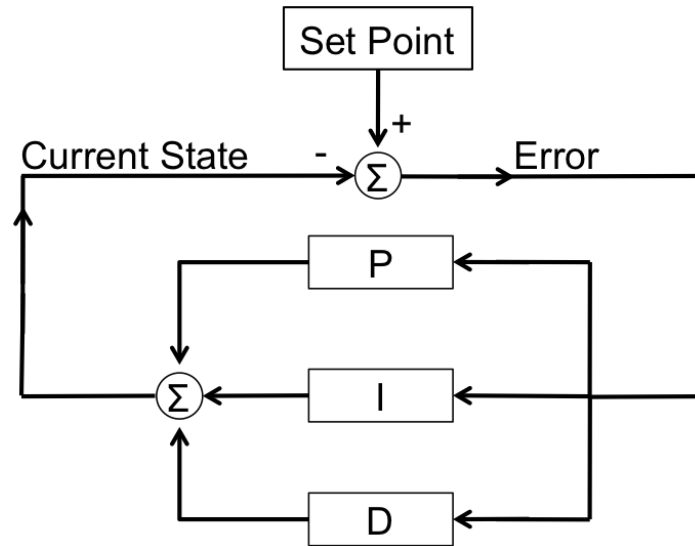 Set Point
+
Current State - Σ Error
P
Σ I
D